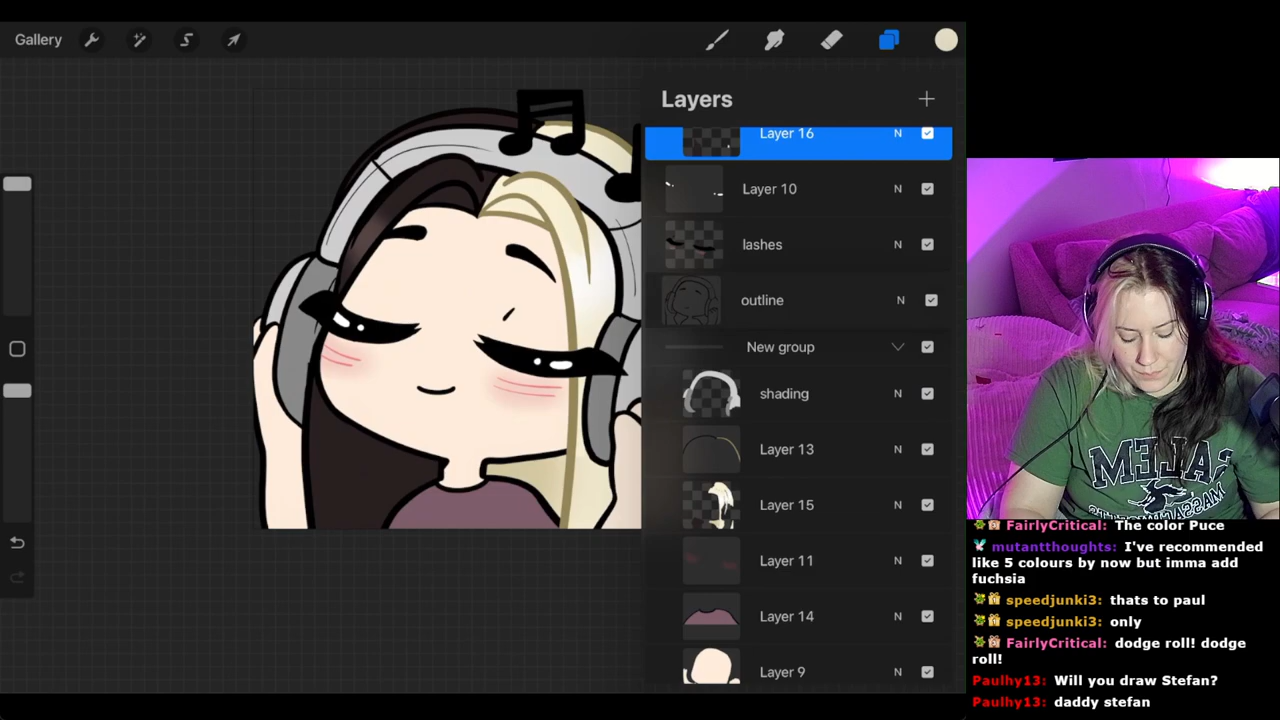 Gallery
Layers
Layer 16 N
Layer 10 N
lashes N
outline N
New group
shading N
Layer 13 N
Layer 15 N
Layer 11 N
Layer 14 N
Layer 9 N
SALEM
FairlyCritical: The color Puce
mutantthoughts: I've recommended
like 5 colours by now but imma add
fuchsia
speedjunki3: thats to paul
speedjunki3: only
FairlyCritical: dodge roll! dodge
roll!
Paulhy13: Will you draw Stefan?
Paulhy13: daddy stefan